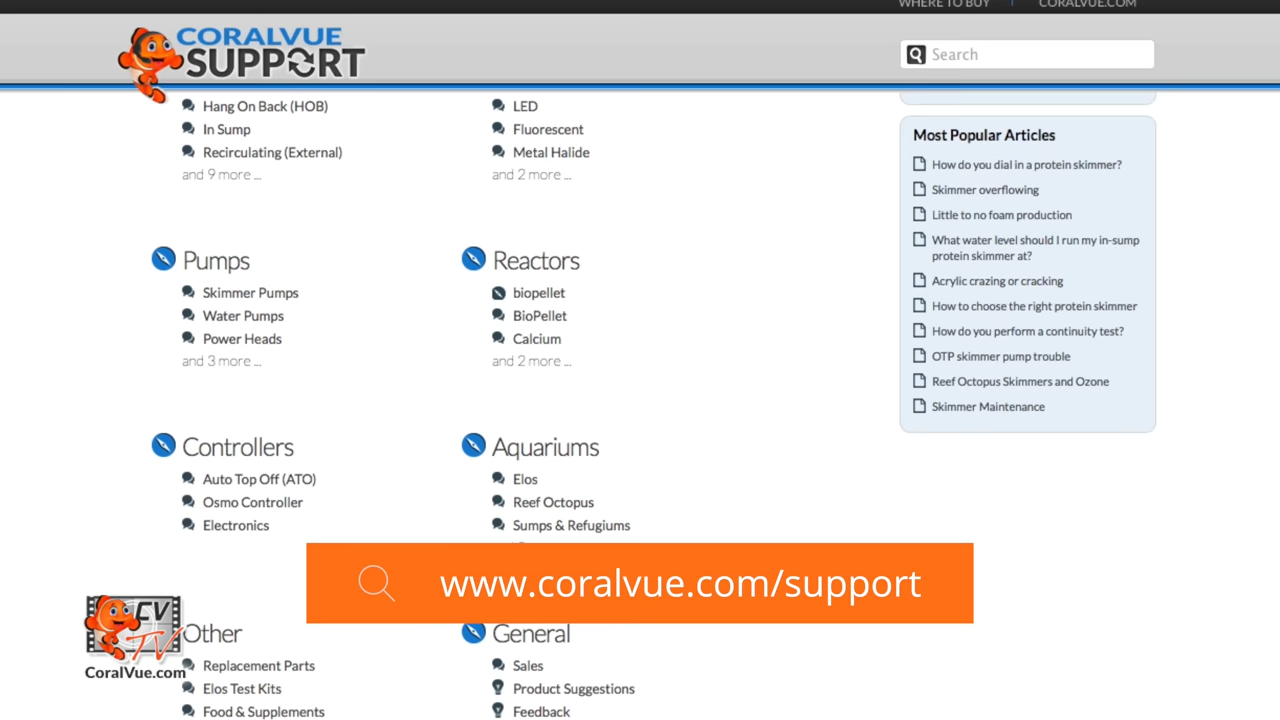 WHERE TO BUY
CORALVUE.COM
CORALVUE
SUPPORT
Search
Hang On Back (HOB)
In Sump
Recirculating (External)
and 9 more ...
LED
Fluorescent
Metal Halide
and 2 more ...
Pumps
Skimmer Pumps
Water Pumps
Power Heads
and 3 more ...
Reactors
biopellet
BioPellet
Calcium
and 2 more ...
Controllers
Auto Top Off (ATO)
Osmo Controller
Electronics
Aquariums
Elos
Reef Octopus
Sumps & Refugiums
Most Popular Articles
How do you dial in a protein skimmer?
Skimmer overflowing
Little to no foam production
What water level should I run my in-sump
protein skimmer at?
Acrylic crazing or cracking
How to choose the right protein skimmer
How do you perform a continuity test?
OTP skimmer pump trouble
Reef Octopus Skimmers and Ozone
Skimmer Maintenance
www.coralvue.com/support
Other
Replacement Parts
Elos Test Kits
Food & Supplements
General
Sales
Product Suggestions
Feedback
CV
TV
CoralVue.com